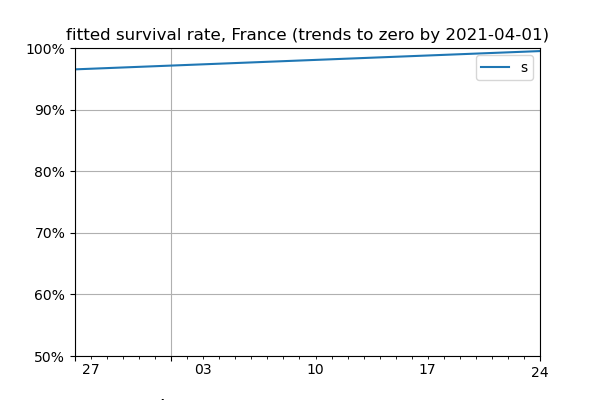 fitted survival rate, France (trends to zero by 2021-04-01)
100%
90%
80%
70%
60%
50%
s
27 03 10 17 24